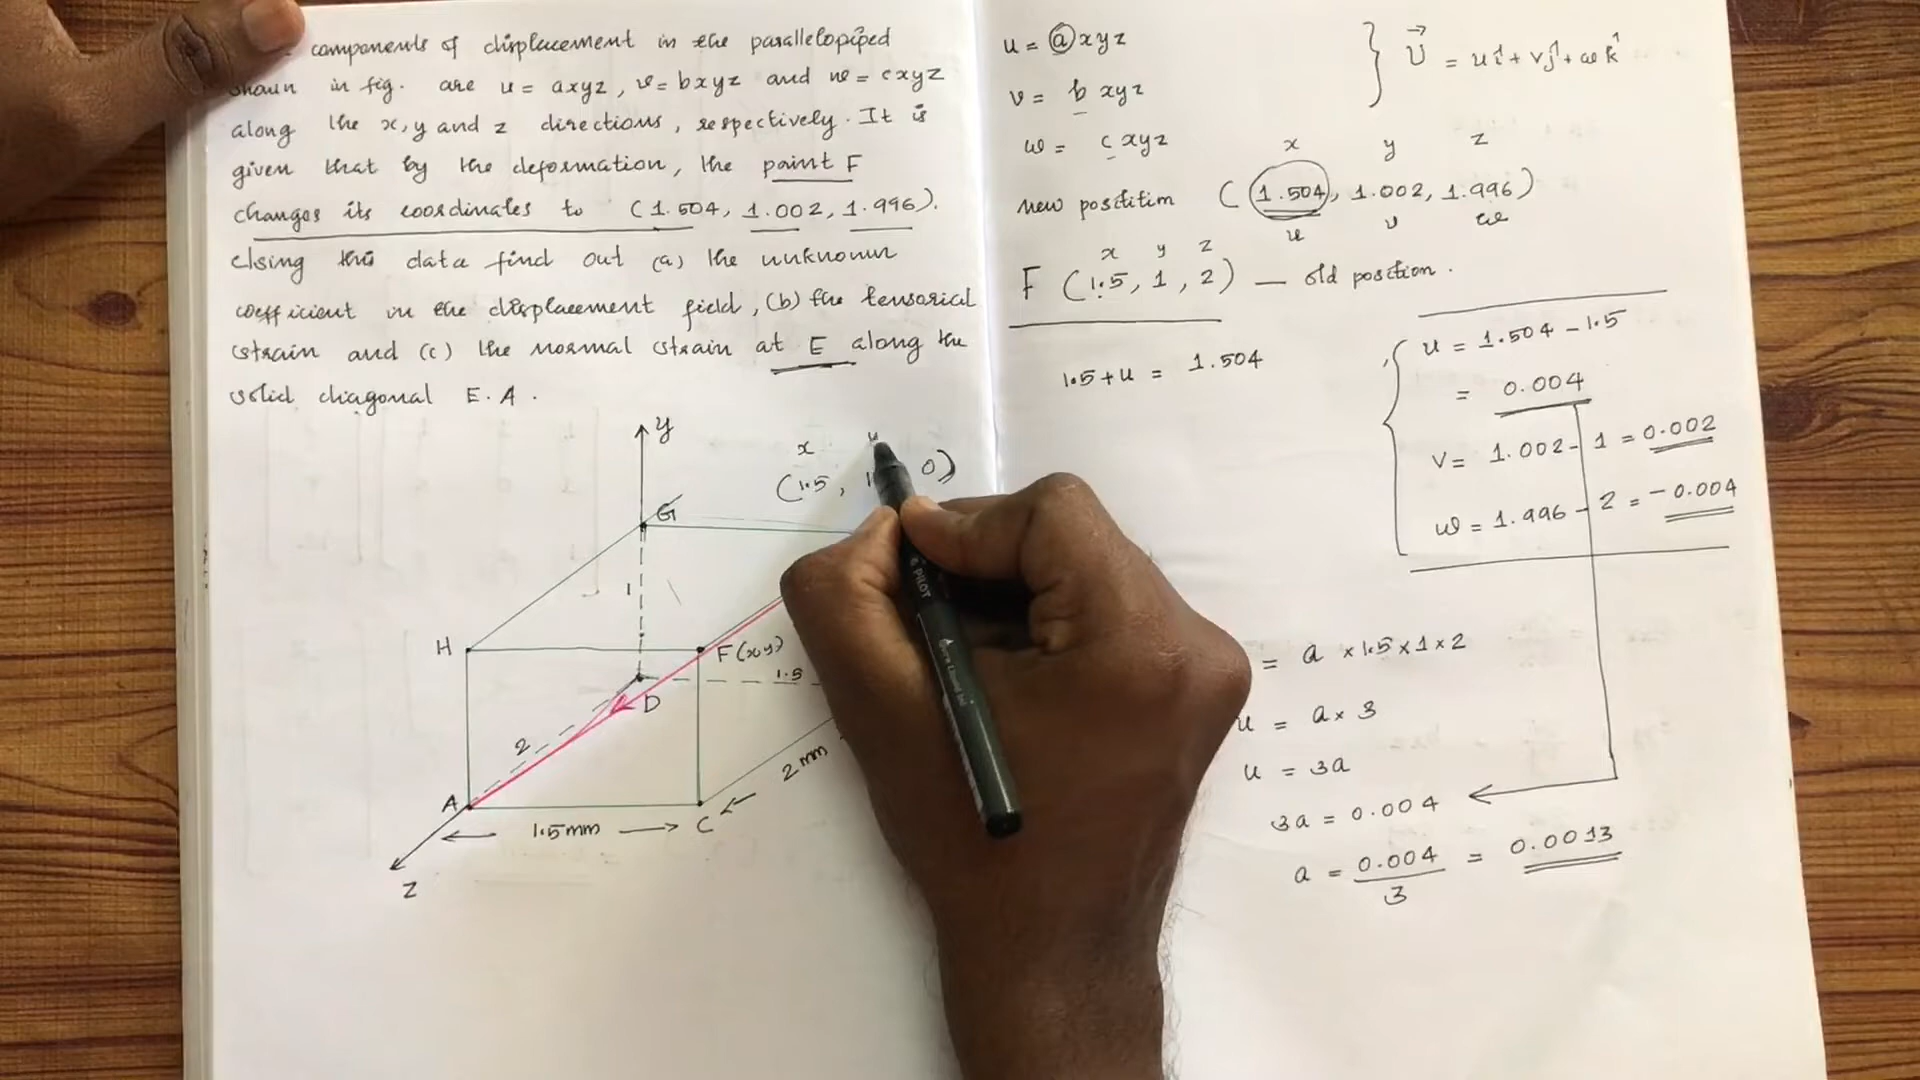 components of displacement in the parallelopiped
shown in fig. are u = axyz, v = bxyz and w = cxyz
along the x, y and z directions, respectively. It is
given that by the deformation, the point F
changes its coordinates to (1.504, 1.002, 1.996).
Using this data find out (a) the unknown
coefficient in the displacement field, (b) the tensorial
strain and (c) the normal strain at E along the
solid diagonal E.A.
y
x
(1.5, 0)
G
1
H
F(xy)
1.5
D
2
2 mm
A
1.5mm
C
z
u = axyz
v = b xyz
w = c xyz
U⃗ = uî + vĵ + wk̂
x y z
new position (1.504, 1.002, 1.996)
u v w
x y z
F (1.5, 1, 2) — old position.
1.5 + u = 1.504
u = 1.504 - 1.5
= 0.004
v = 1.002 - 1 = 0.002
w = 1.996 - 2 = -0.004
= a × 1.5 × 1 × 2
u = a × 3
u = 3a
3a = 0.004
a = 0.004 / 3 = 0.0013
PILOT